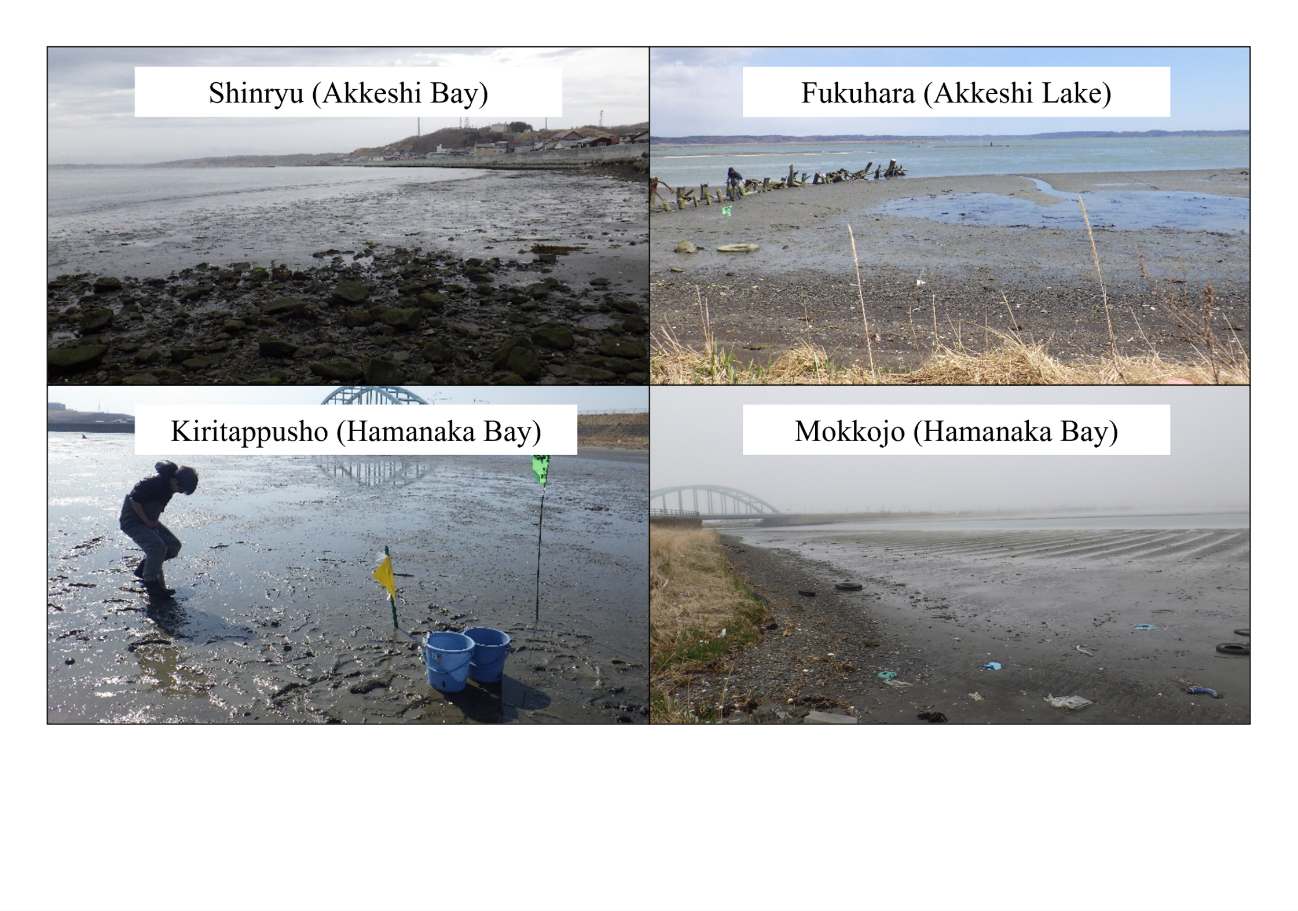 Shinryu (Akkeshi Bay)
Fukuhara (Akkeshi Lake)
Kiritappusho (Hamanaka Bay)
Mokkojo (Hamanaka Bay)